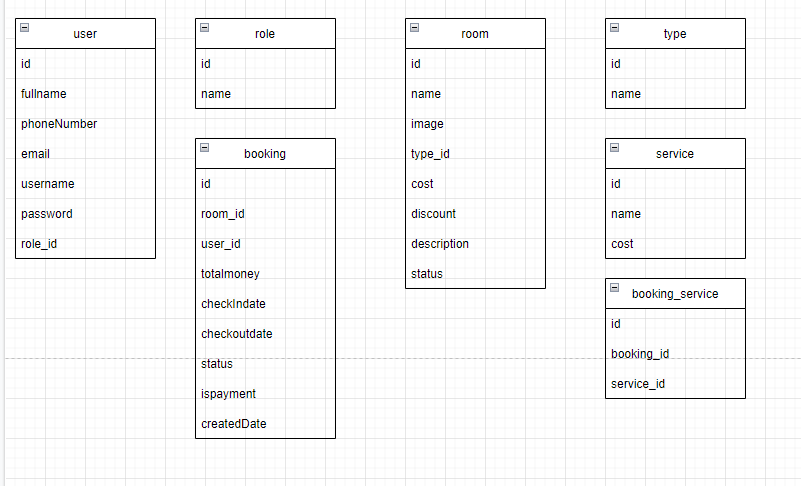 user
id
fullname
phoneNumber
email
username
password
role_id
role
id
name
booking
id
room_id
user_id
totalmoney
checkIndate
checkoutdate
status
ispayment
createdDate
room
id
name
image
type_id
cost
discount
description
status
type
id
name
service
id
name
cost
booking_service
id
booking_id
service_id